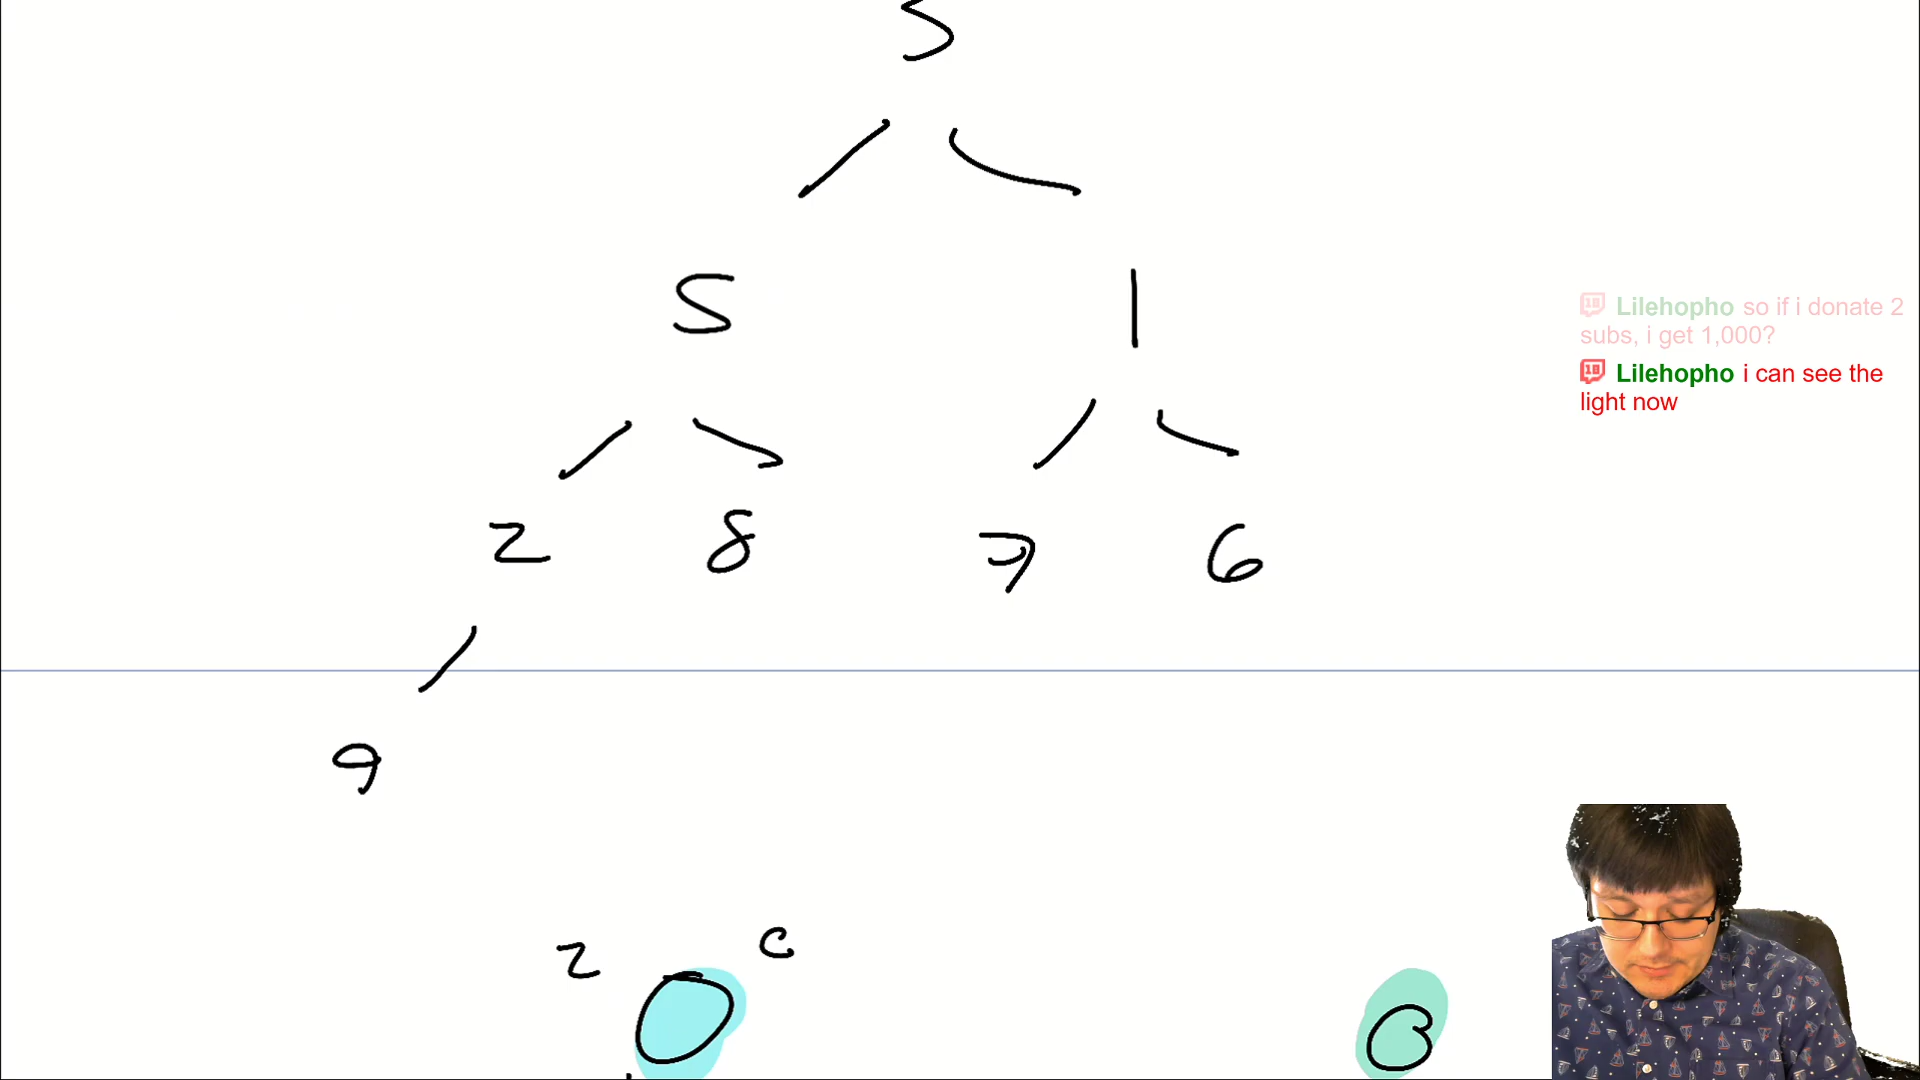 5 1
2 8 7 6
9
2 c
Lilehopho so if i donate 2
subs, i get 1,000?
Lilehopho i can see the
light now